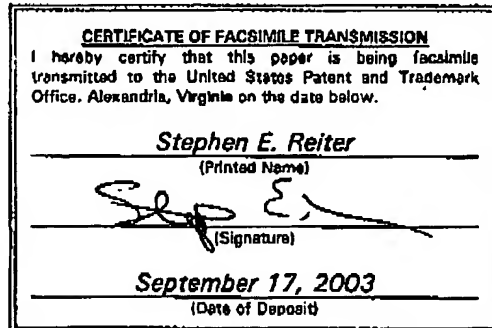 CERTIFICATE OF FACSIMILE TRANSMISSION
I hereby certify that this paper is being facsimile
transmitted to the United States Patent and Trademark
Office, Alexandria, Virginia on the date below.
Stephen E. Reiter
(Printed Name)
(Signature)
September 17, 2003
(Date of Deposit)